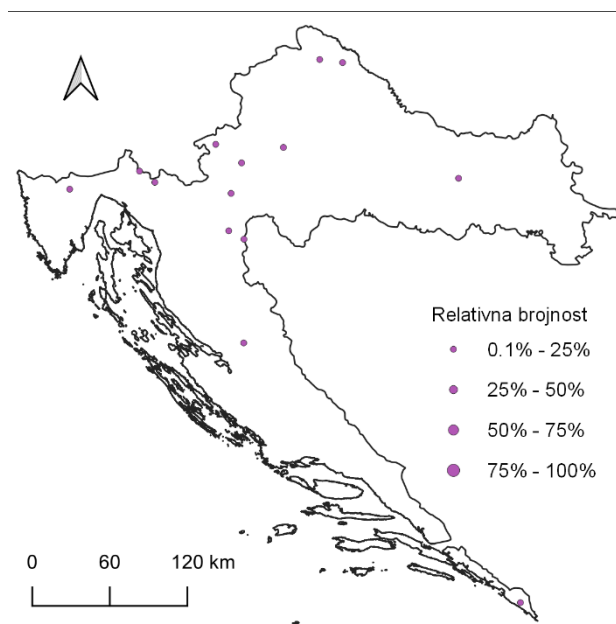 Relativna brojnost
0.1% - 25%
25% - 50%
50% - 75%
75% - 100%
0 60 120 km